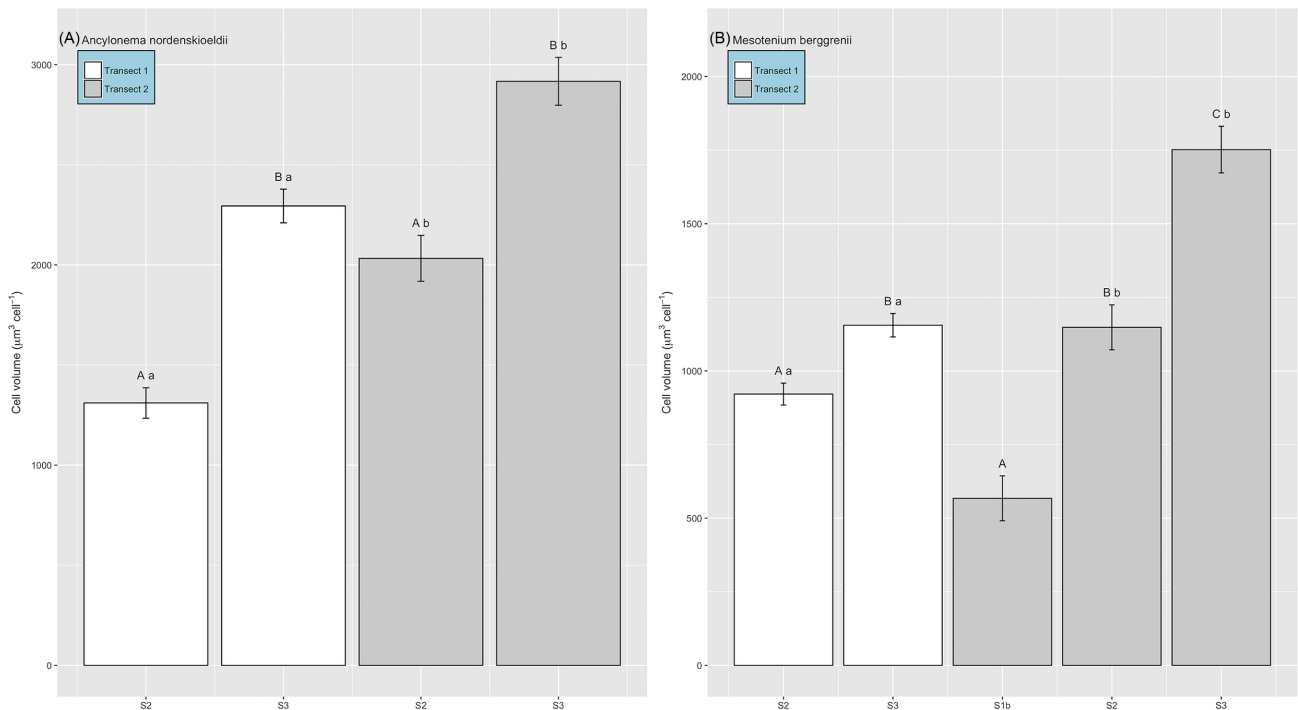 (A) Ancylonema nordenskioeldii
Transect 1
Transect 2
Cell volume (μm³ cell⁻¹)
3000
2000
1000
0
A a
B a
A b
B b
S2
S3
S2
S3
(B) Mesotenium berggrenii
Transect 1
Transect 2
Cell volume (μm³ cell⁻¹)
2000
1500
1000
500
0
A a
B a
A
B b
C b
S2
S3
S1b
S2
S3